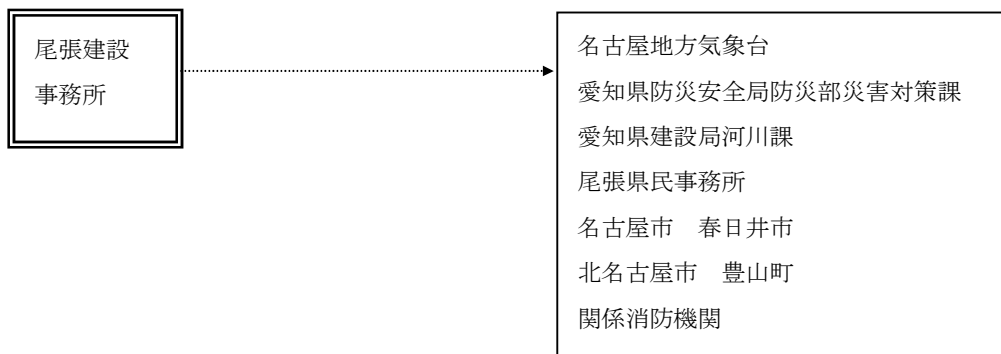 尾張建設
事務所
名古屋地方気象台
愛知県防災安全局防災部災害対策課
愛知県建設局河川課
尾張県民事務所
名古屋市　春日井市
北名古屋市　豊山町
関係消防機関